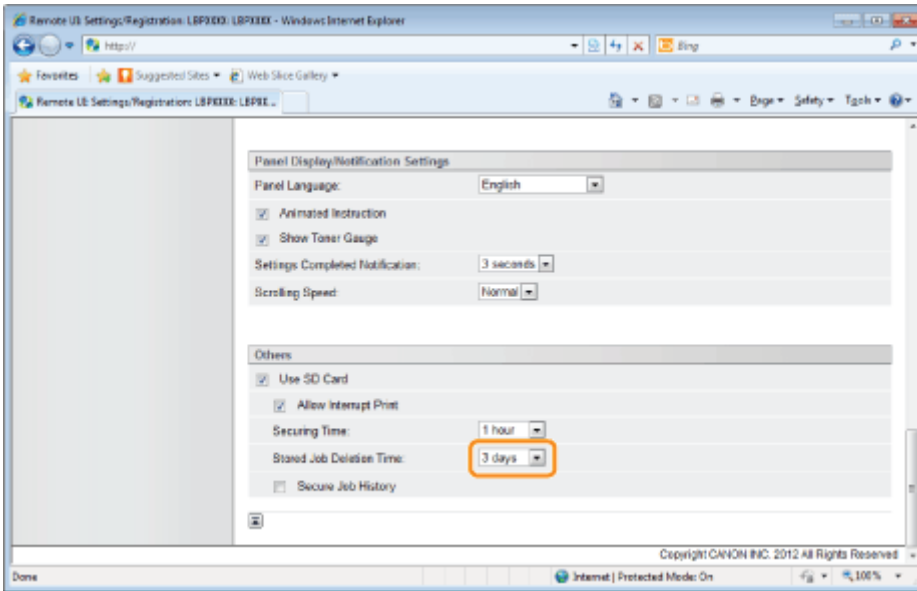 Remote UI: Settings/Registration: LBPXXXX: LBPXXXX - Windows Internet Explorer
http://
Bing
Favorites Suggested Sites Web Slice Gallery
Remote UI: Settings/Registration: LBPXXXX: LBPXX... Page Safety Tools
Panel Display/Notification Settings
Panel Language: English
Animated Instruction
Show Toner Gauge
Settings Completed Notification: 3 seconds
Scrolling Speed: Normal
Others
Use SD Card
Allow Interrupt Print
Securing Time: 1 hour
Stored Job Deletion Time: 3 days
Secure Job History
Copyright CANON INC. 2012 All Rights Reserved
Done Internet | Protected Mode: On 100%